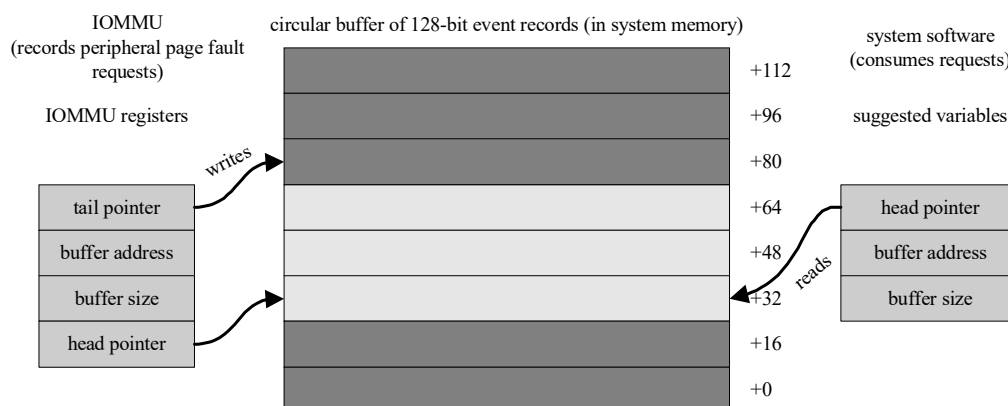 IOMMU
(records peripheral page fault
requests)
circular buffer of 128-bit event records (in system memory)
system software
(consumes requests)
IOMMU registers
suggested variables
writes
reads
tail pointer
buffer address
buffer size
head pointer
+112
+96
+80
+64
+48
+32
+16
+0
head pointer
buffer address
buffer size